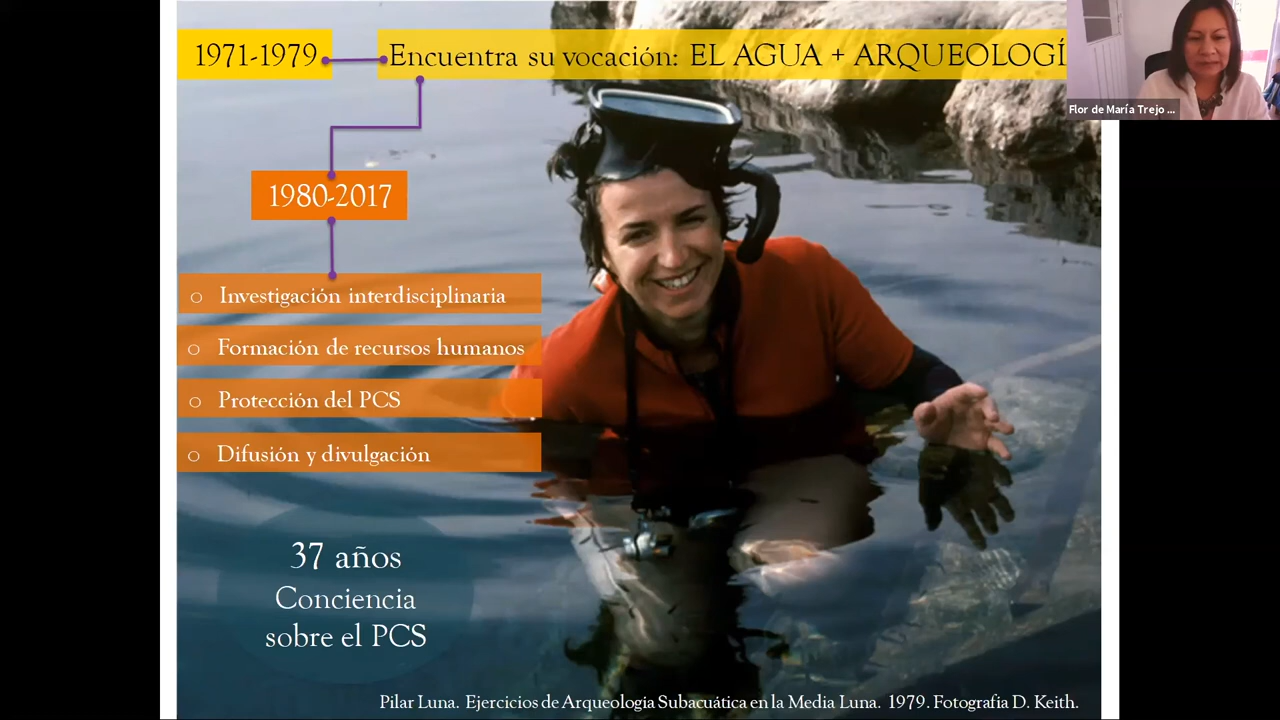 1971-1979
Encuentra su vocación: EL AGUA + ARQUEOLOGÍ
Flor de María Trejo ...
1980-2017
o Investigación interdisciplinaria
o Formación de recursos humanos
o Protección del PCS
o Difusión y divulgación
37 años
Conciencia
sobre el PCS
Pilar Luna. Ejercicios de Arqueología Subacuática en la Media Luna. 1979. Fotografía D. Keith.